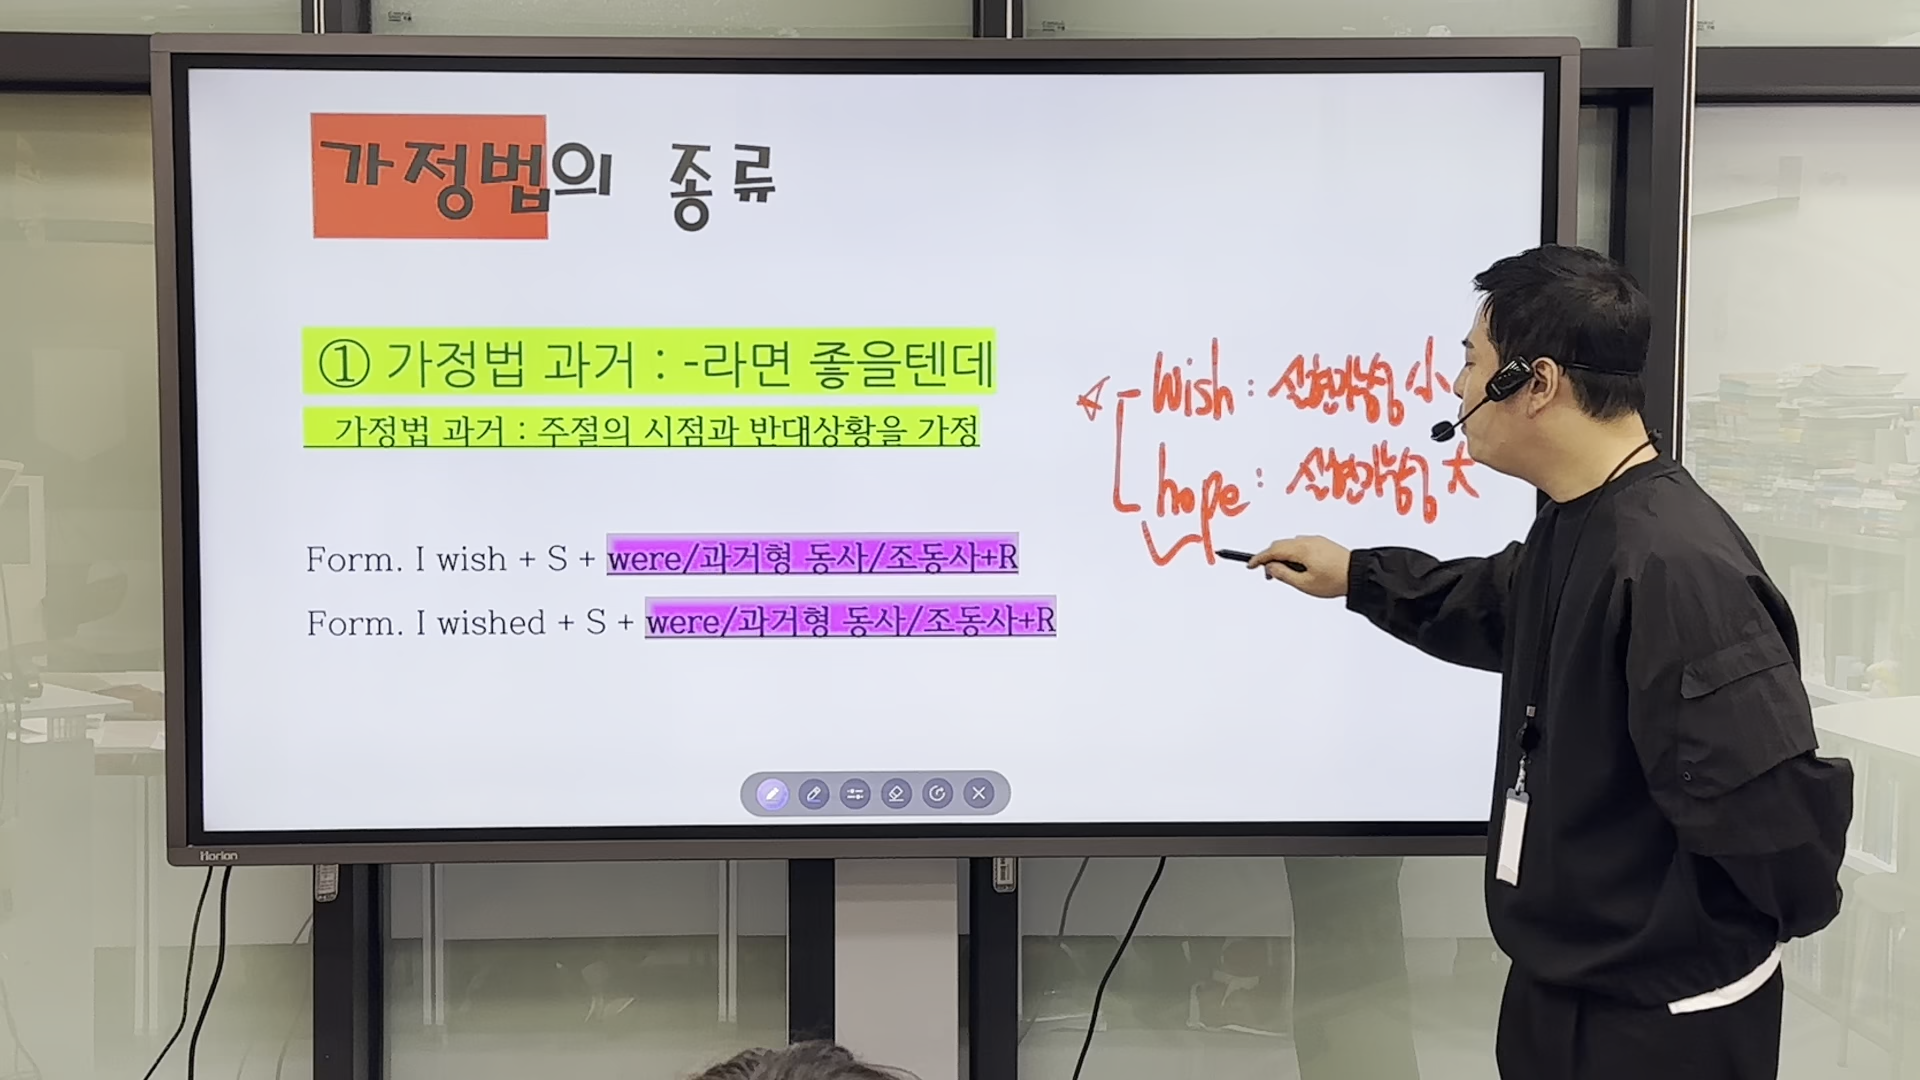 가정법의 종류
① 가정법 과거 : -라면 좋을텐데
가정법 과거 : 주절의 시점과 반대상황을 가정
Form. I wish + S + were/과거형 동사/조동사+R
Form. I wished + S + were/과거형 동사/조동사+R
wish : 실현가능성 小
hope : 실현가능성 大
Horion